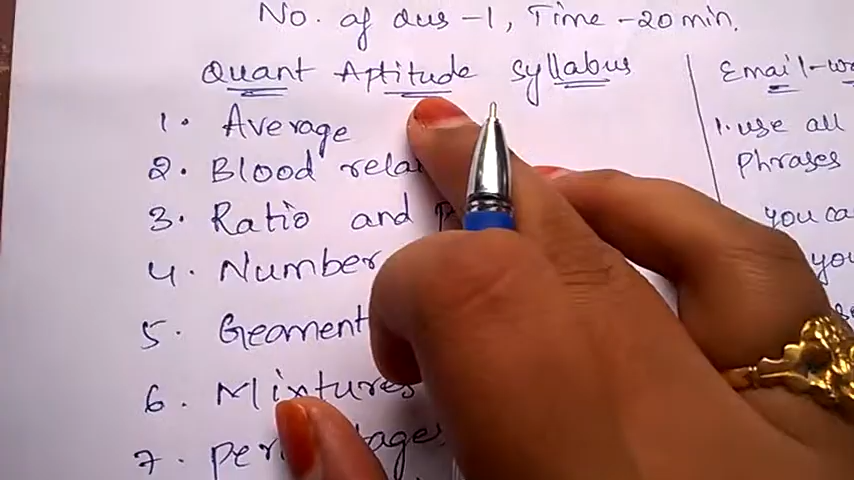 No. of Qus -1, Time -20 min.
Quant Aptitude syllabus
1. Average
2. Blood
3. Ratio and
4. Number
5. Geament
6. Mixtures
7.
Email-
1. use all
Phrases
you